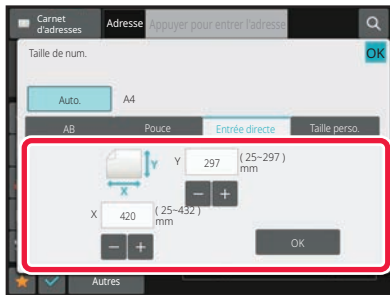 Carnet d'adresses
Adresse Appuyer pour entrer l'adresse
Taille de num.
OK
Auto. A4
AB Pouce Entrée directe Taille perso.
Y 297 ( 25~297 ) mm
Y
X
X 420 ( 25~432 ) mm
− +
− +
OK
Autres